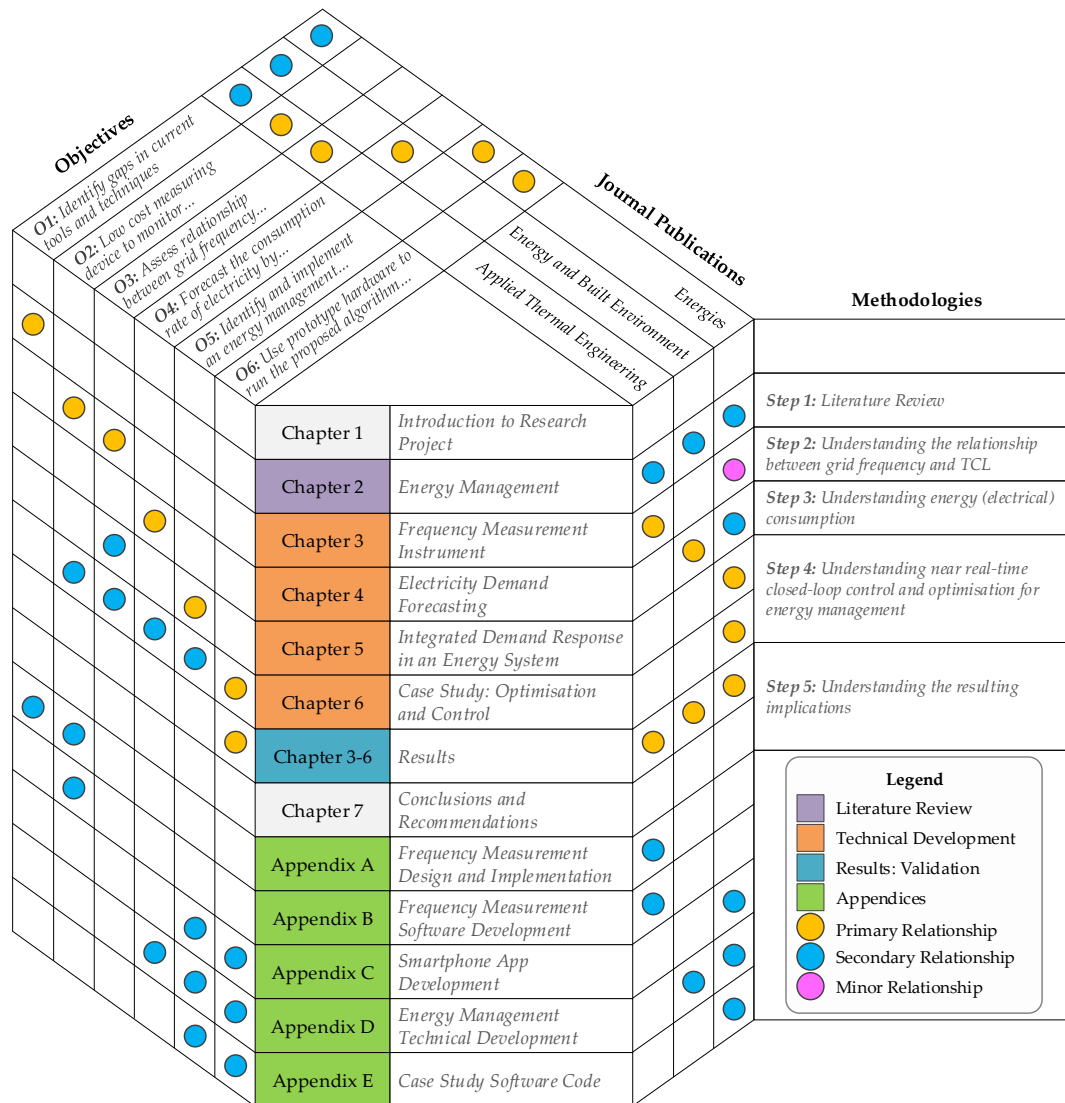 Objectives
O1: Identify gaps in current
tools and techniques
O2: Low cost measuring
device to monitor...
O3: Assess relationship
between grid frequency...
O4: Forecast the consumption
rate of electricity by...
O5: Identify and implement
an energy management...
O6: Use prototype hardware to
run the proposed algorithm...
Journal Publications
Energies
Energy and Built Environment
Applied Thermal Engineering
Methodologies
Step 1: Literature Review
Step 2: Understanding the relationship
between grid frequency and TCL
Step 3: Understanding energy (electrical)
consumption
Step 4: Understanding near real-time
closed-loop control and optimisation for
energy management
Step 5: Understanding the resulting
implications
Chapter 1
Introduction to Research
Project
Chapter 2
Energy Management
Chapter 3
Frequency Measurement
Instrument
Chapter 4
Electricity Demand
Forecasting
Chapter 5
Integrated Demand Response
in an Energy System
Chapter 6
Case Study: Optimisation
and Control
Chapter 3-6
Results
Chapter 7
Conclusions and
Recommendations
Appendix A
Frequency Measurement
Design and Implementation
Appendix B
Frequency Measurement
Software Development
Appendix C
Smartphone App
Development
Appendix D
Energy Management
Technical Development
Appendix E
Case Study Software Code
Legend
Literature Review
Technical Development
Results: Validation
Appendices
Primary Relationship
Secondary Relationship
Minor Relationship